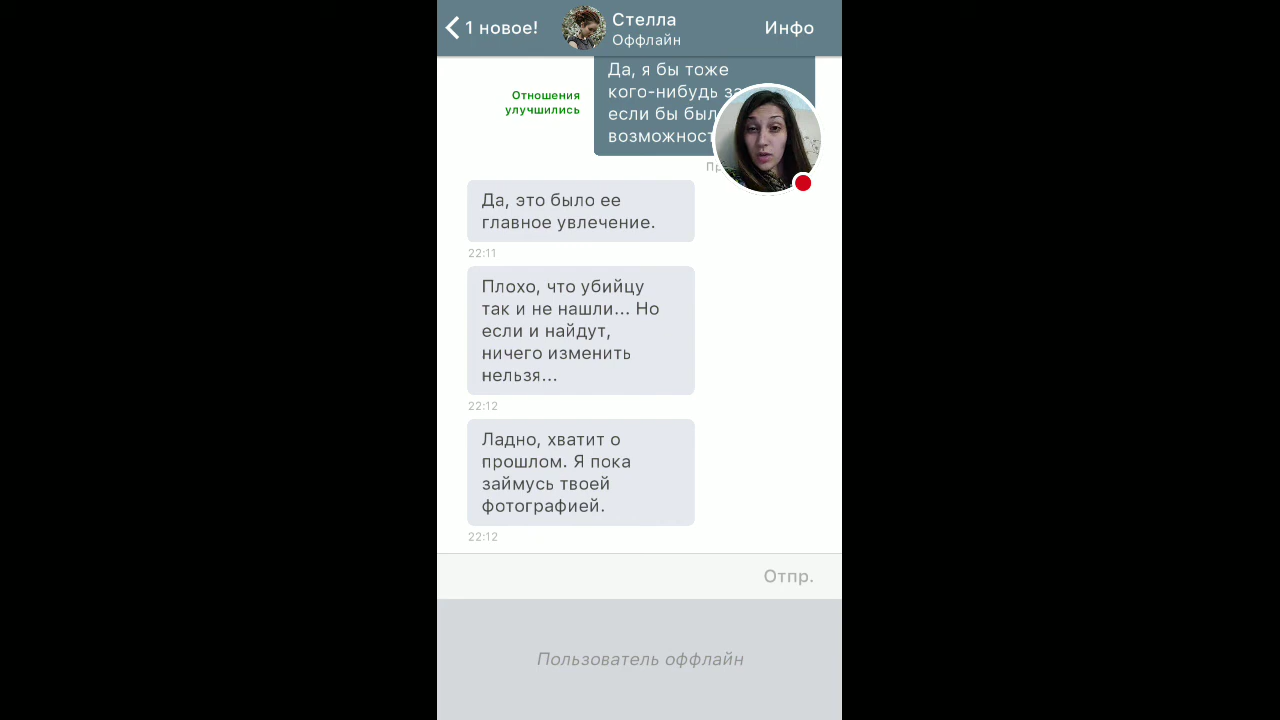 1 новое!
Стелла
Оффлайн
Инфо
Да, я бы тоже
кого-нибудь
если бы
Отношения
улучшились
Да, это было ее
главное увлечение.
22:11
Плохо, что убийцу
так и не нашли... Но
если и найдут,
ничего изменить
нельзя...
22:12
Ладно, хватит о
прошлом. Я пока
займусь твоей
фотографией.
22:12
Отпр.
Пользователь оффлайн